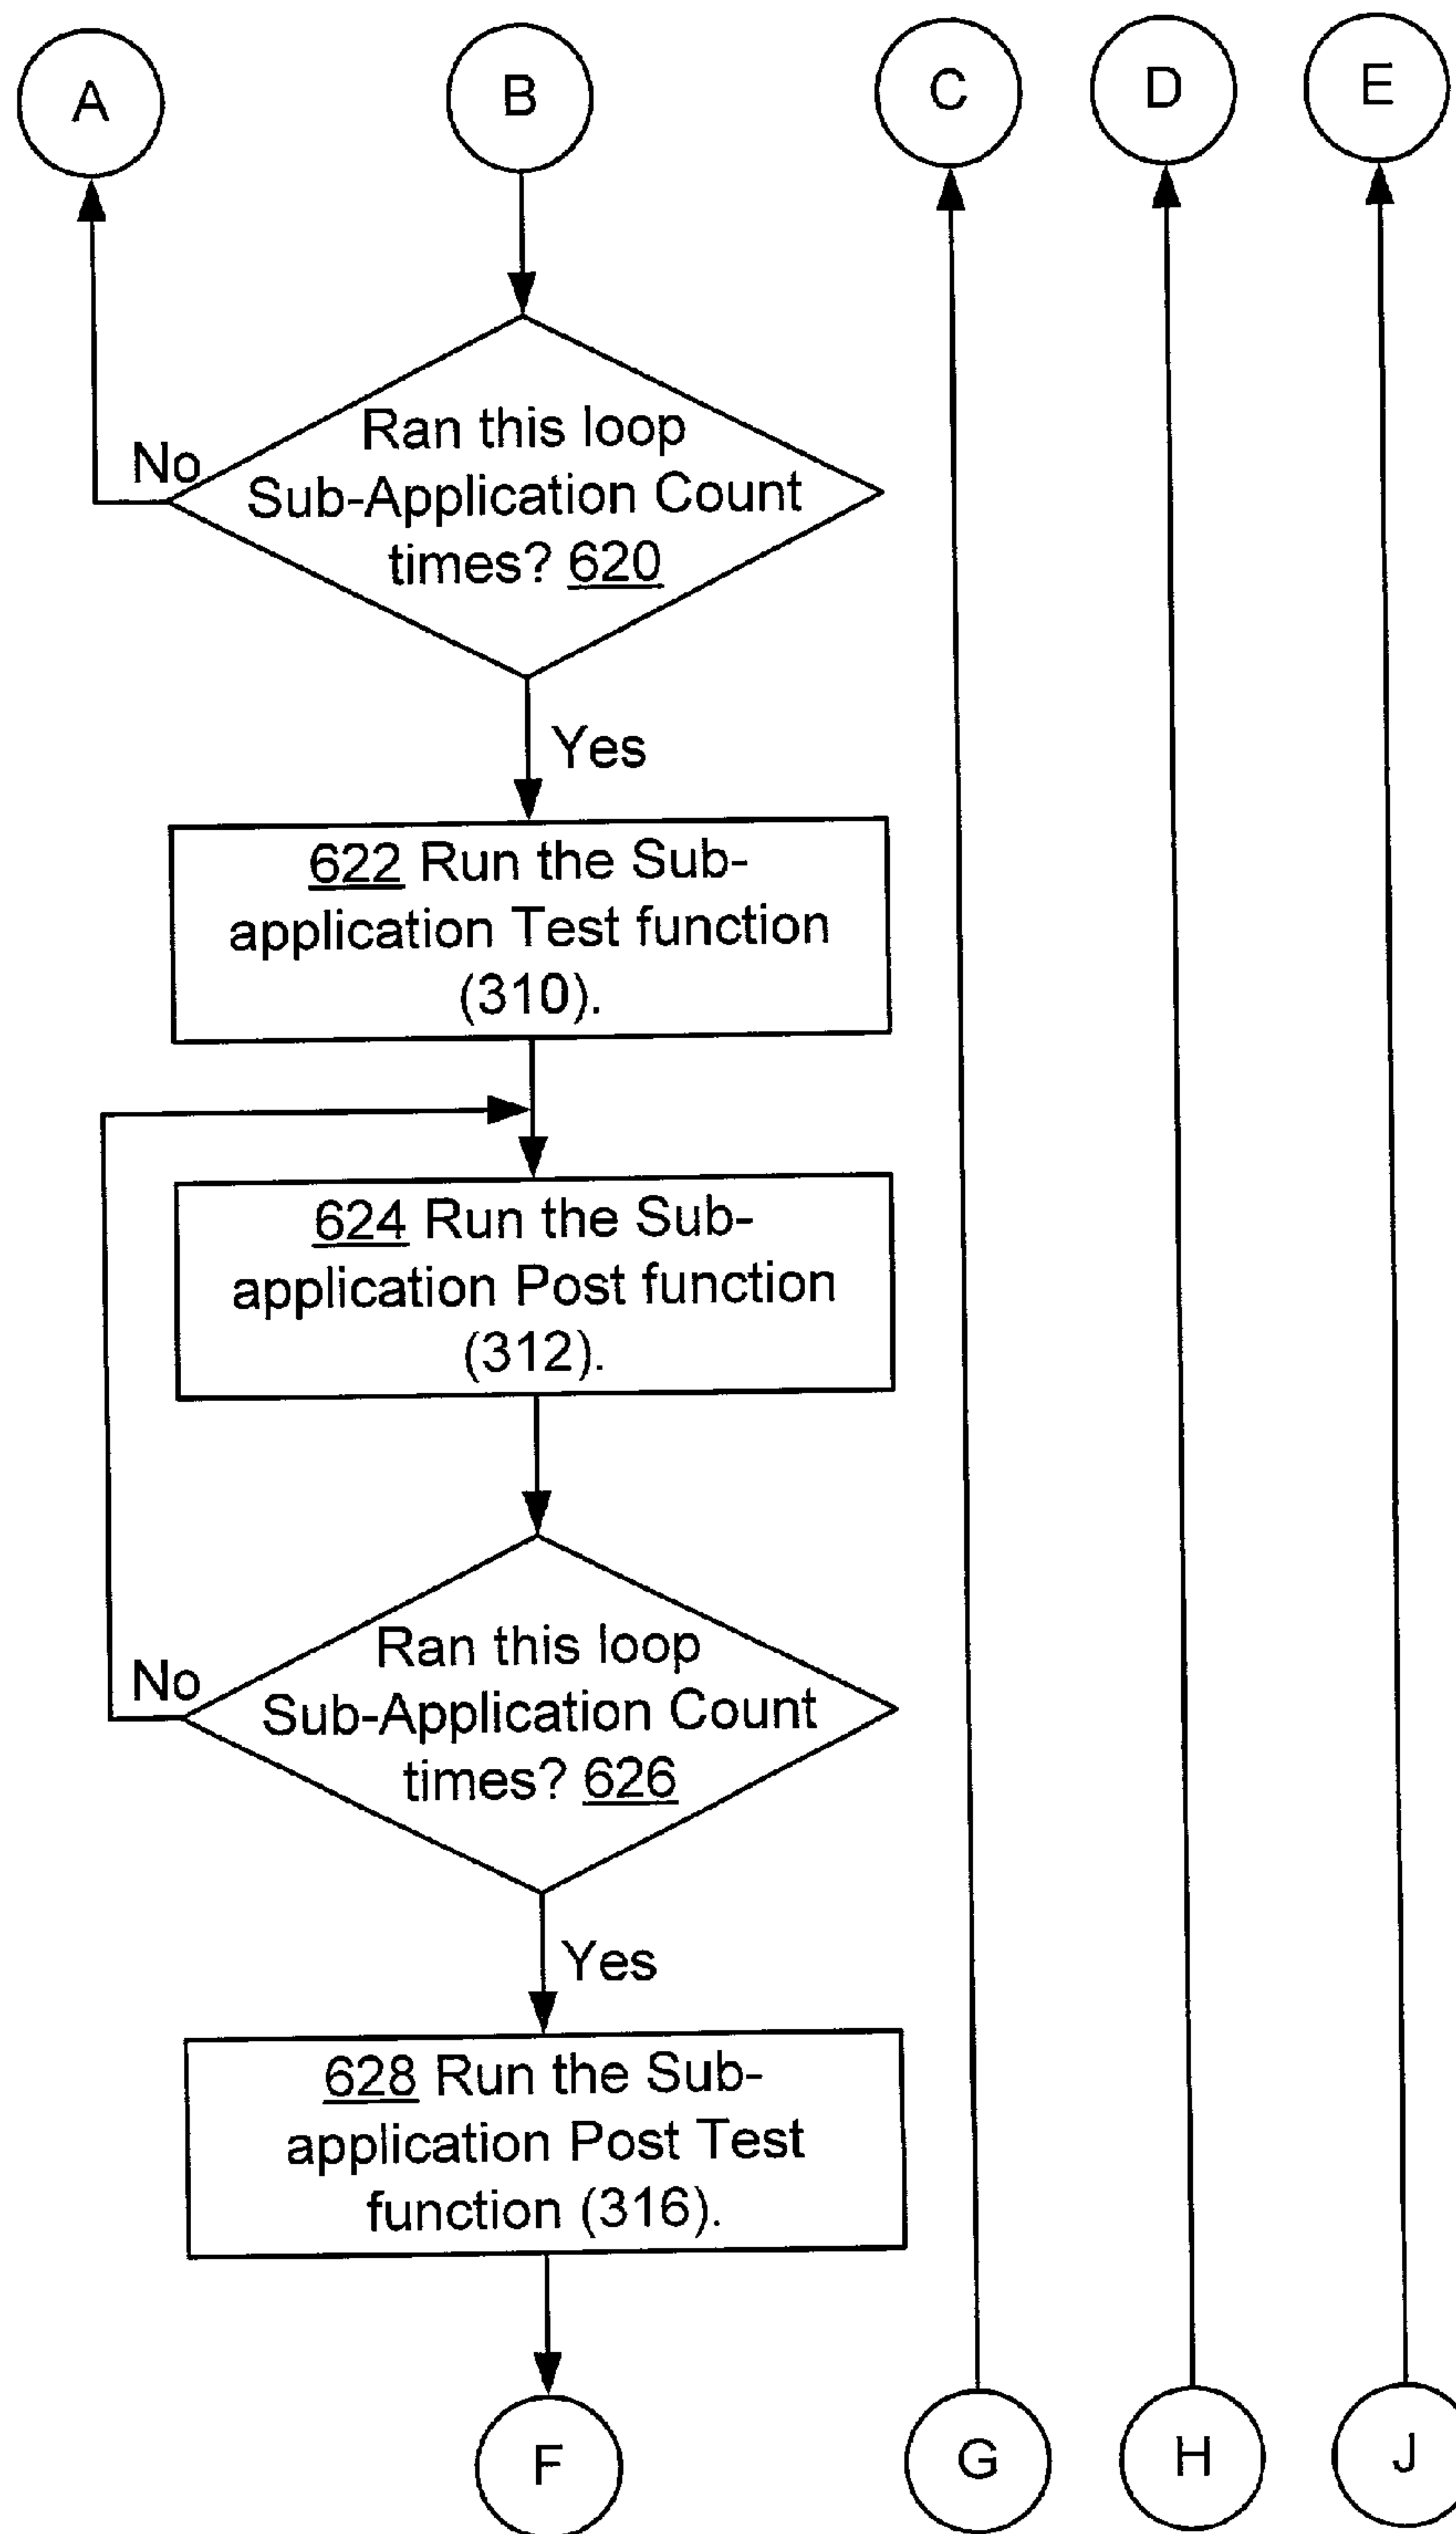 A
B
C
D
E
Ran this loop
Sub-Application Count
times? 620
No
Yes
622 Run the Sub-
application Test function
(310).
624 Run the Sub-
application Post function
(312).
Ran this loop
Sub-Application Count
times? 626
No
Yes
628 Run the Sub-
application Post Test
function (316).
F
G
H
J